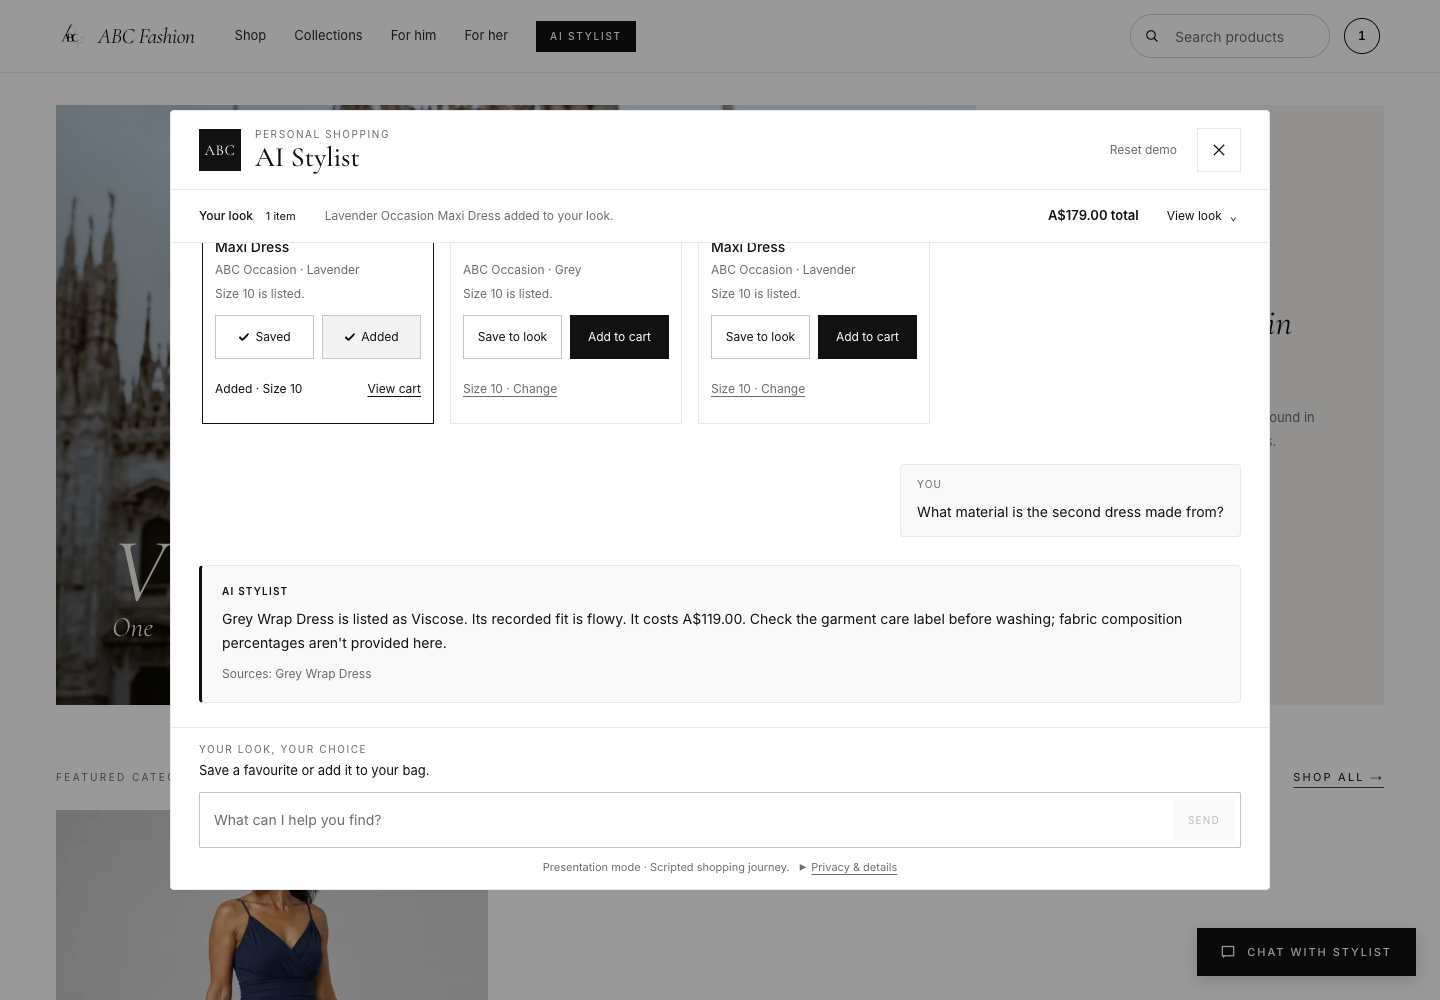 ABC Fashion
Shop
Collections
For him
For her
AI STYLIST
Search products
1
ABC
PERSONAL SHOPPING
AI Stylist
Reset demo
Your look
1 item
Lavender Occasion Maxi Dress added to your look.
A$179.00 total
View look
Maxi Dress
ABC Occasion · Lavender
Size 10 is listed.
Saved
Added
Added · Size 10
View cart
ABC Occasion · Grey
Size 10 is listed.
Save to look
Add to cart
Size 10 · Change
Maxi Dress
ABC Occasion · Lavender
Size 10 is listed.
Save to look
Add to cart
Size 10 · Change
in
ound in
s.
V
One
YOU
What material is the second dress made from?
AI STYLIST
Grey Wrap Dress is listed as Viscose. Its recorded fit is flowy. It costs A$119.00. Check the garment care label before washing; fabric composition
percentages aren't provided here.
Sources: Grey Wrap Dress
YOUR LOOK, YOUR CHOICE
Save a favourite or add it to your bag.
What can I help you find?
SEND
Presentation mode · Scripted shopping journey.
Privacy & details
FEATURED CATEG
SHOP ALL →
CHAT WITH STYLIST